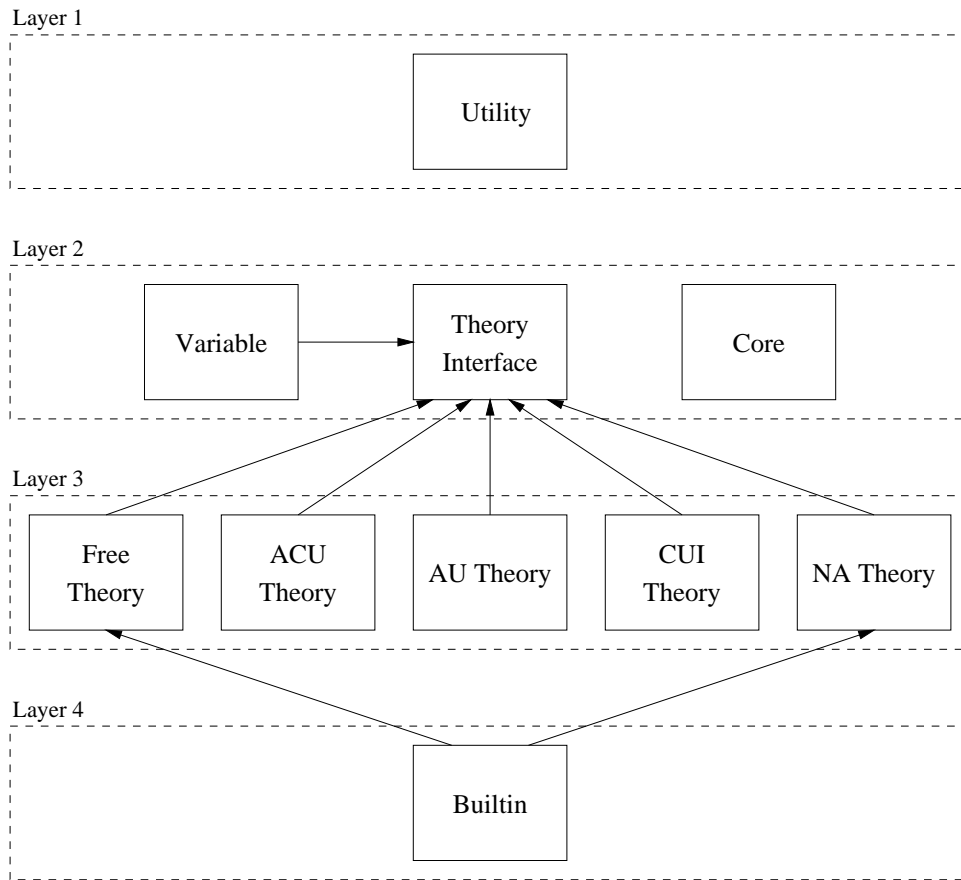 Layer 1
Utility
Layer 2
Variable
Theory
Interface
Core
Layer 3
Free
Theory
ACU
Theory
AU Theory
CUI
Theory
NA Theory
Layer 4
Builtin